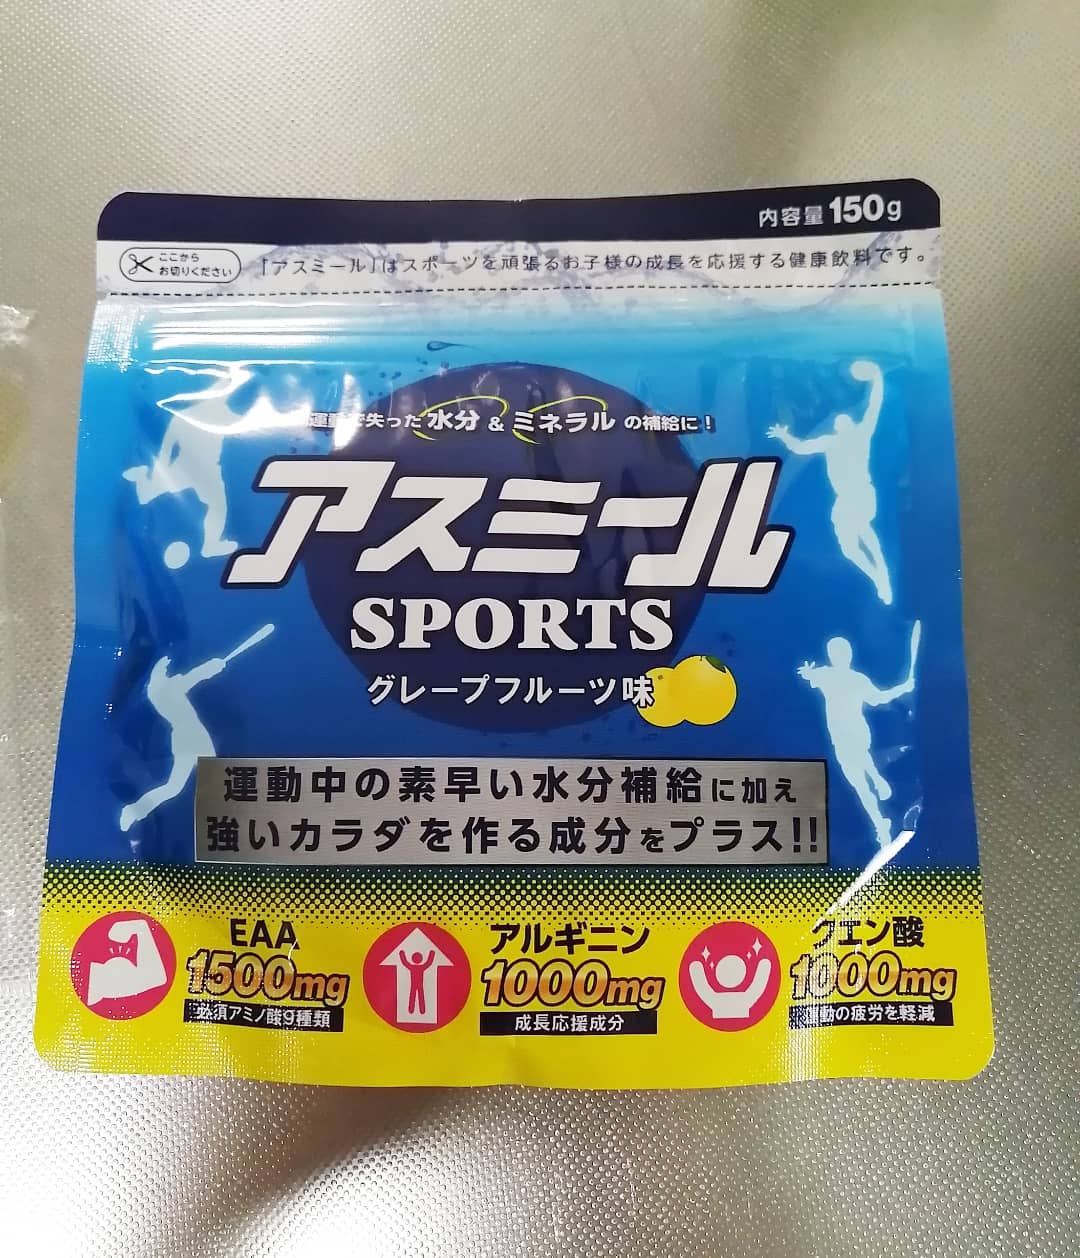 内容量150g
ここから
お切りください
「アスミール」はスポーツを頑張るお子様の成長を応援する健康飲料です。
運動で失った水分&ミネラルの補給に!
アスミール
SPORTS
グレープフルーツ味
運動中の素早い水分補給に加え
強いカラダを作る成分をプラス!!
EAA
1500mg
必須アミノ酸9種類
アルギニン
1000mg
成長応援成分
クエン酸
1000mg
運動の疲労を軽減